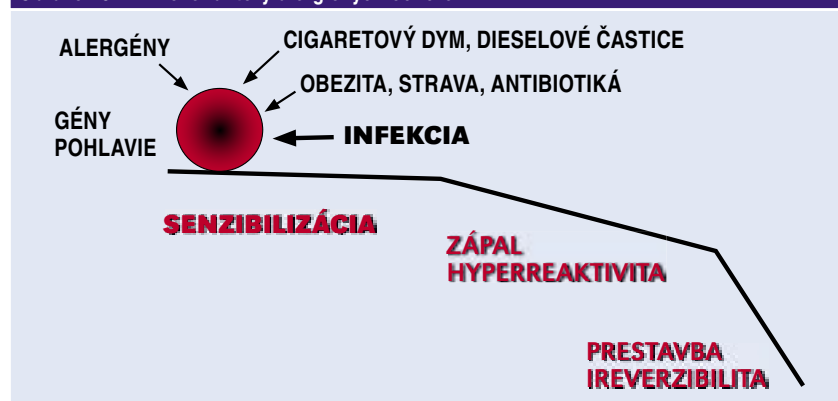 ALERGÉNY
CIGARETOVÝ DYM, DIESELOVÉ ČASTICE
OBEZITA, STRAVA, ANTIBIOTIKÁ
GÉNY
POHLAVIE
INFEKCIA
SENZIBILIZÁCIA
ZÁPAL
HYPERREAKTIVITA
PRESTAVBA
IREVERZIBILITA